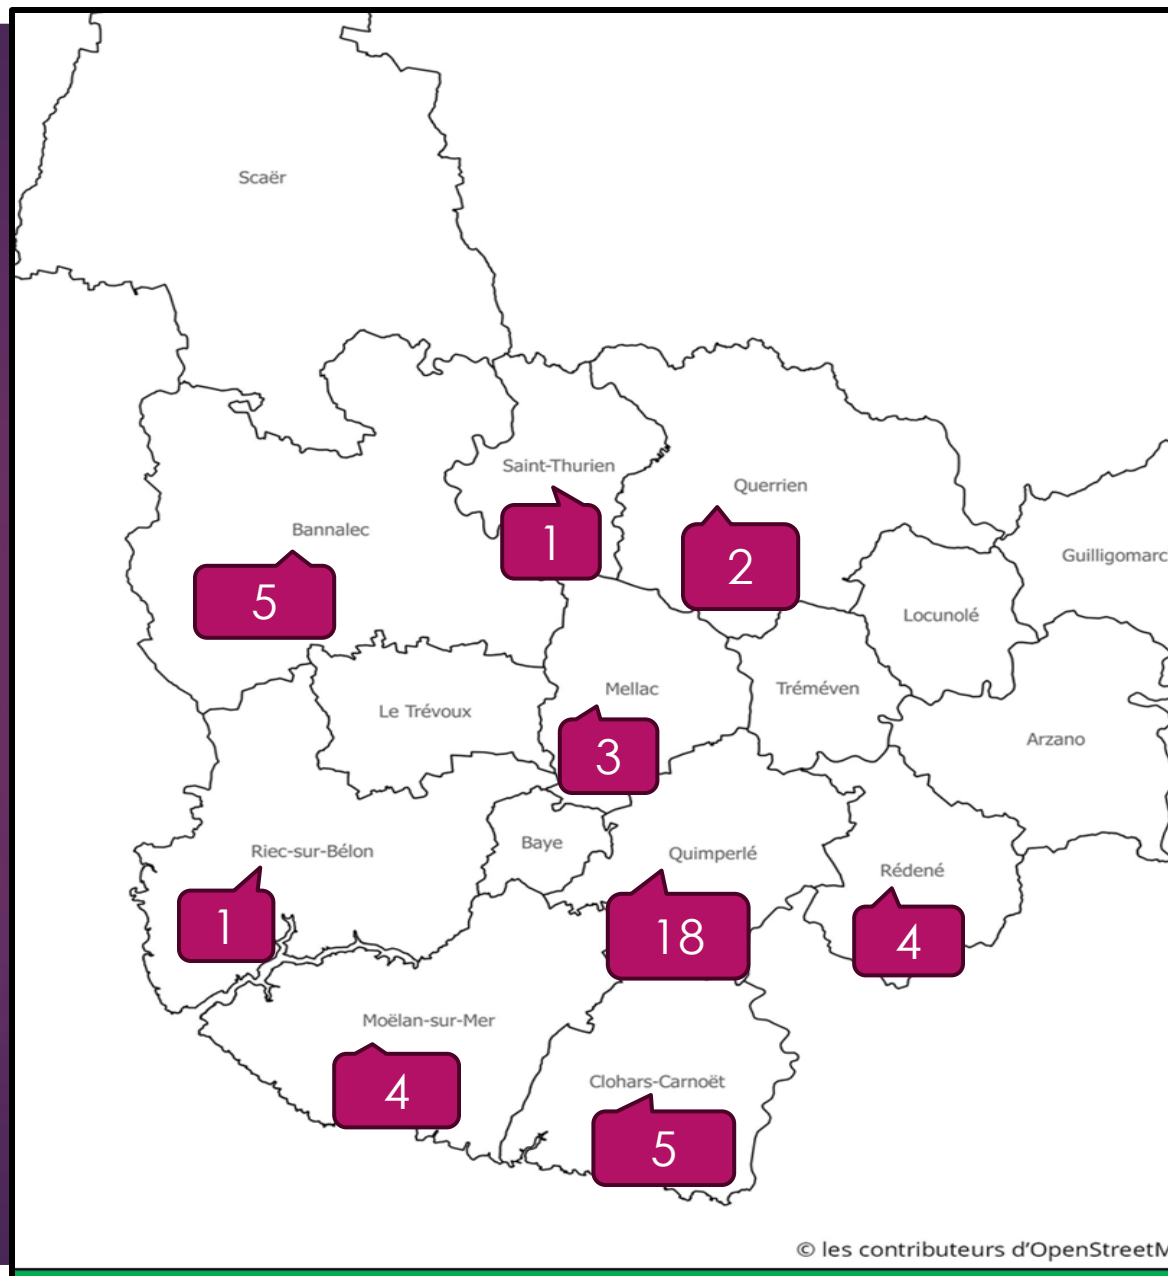 Scaër
Saint-Thurien
1
Querrien
2
Bannalec
5
Guilligomarc
Locunolé
Mellac
3
Tréméven
Le Trévoux
Arzano
Riec-sur-Bélon
1
Baye
Quimperlé
18
Rédené
4
Moëlan-sur-Mer
4
Clohars-Carnoët
5
© les contributeurs d’OpenStreetM